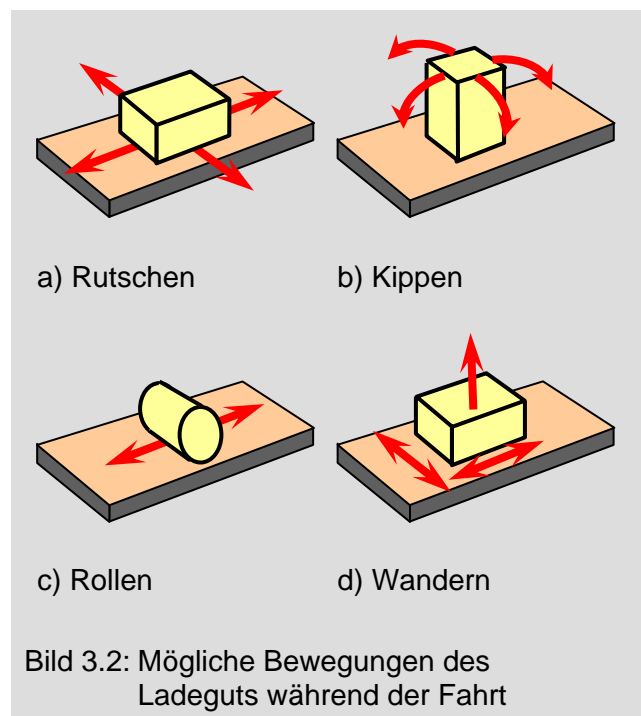 a) Rutschen
b) Kippen
c) Rollen
d) Wandern
Bild 3.2: Mögliche Bewegungen des
Ladeguts während der Fahrt